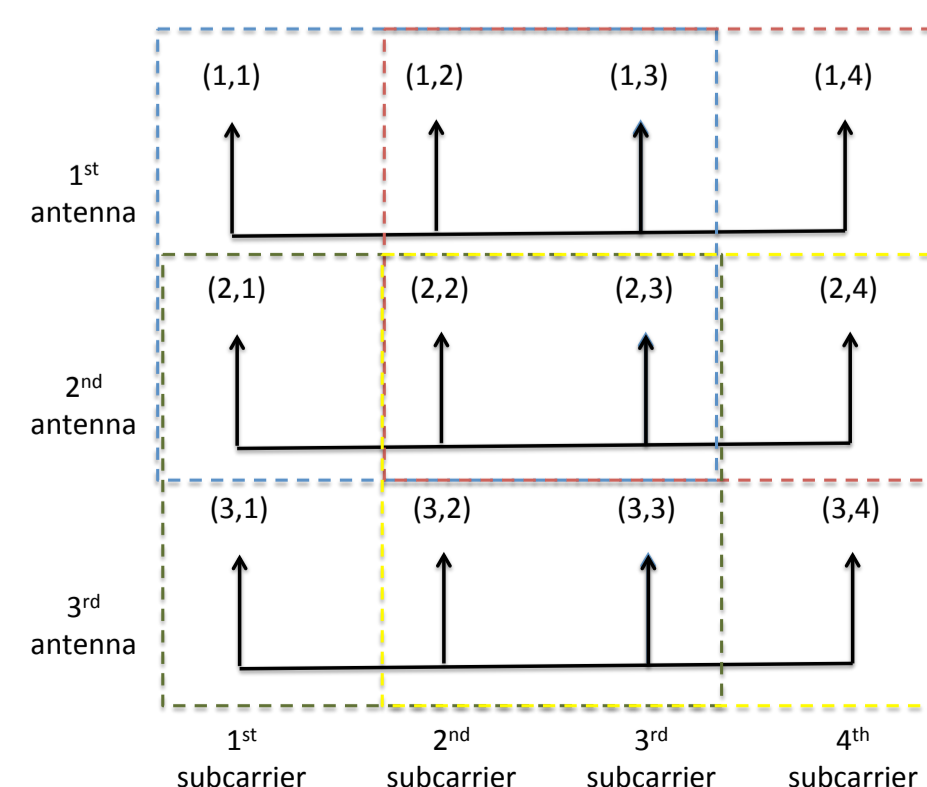 (1,1) (1,2) (1,3) (1,4)
1st
antenna
(2,1) (2,2) (2,3) (2,4)
2nd
antenna
(3,1) (3,2) (3,3) (3,4)
3rd
antenna
1st 2nd 3rd 4th
subcarrier subcarrier subcarrier subcarrier